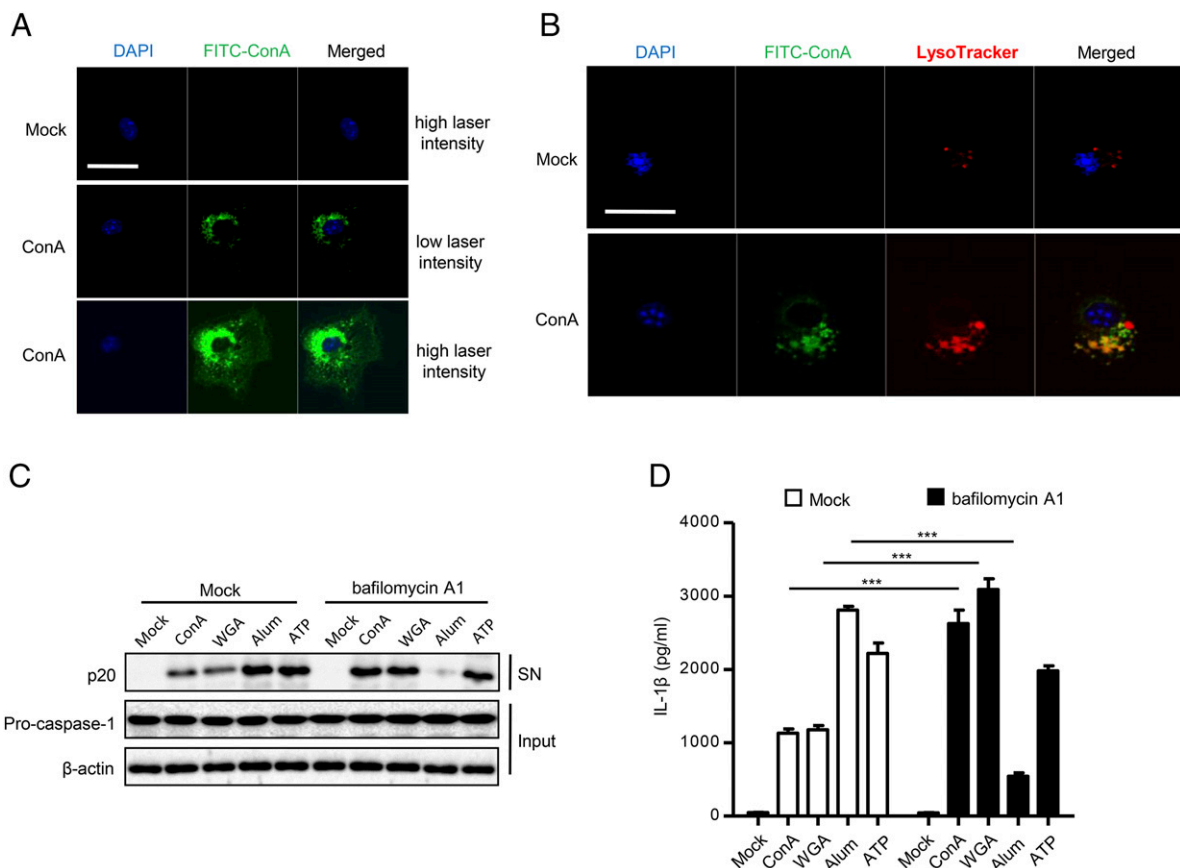 A
DAPI FITC-ConA Merged
Mock
high laser
intensity
ConA
low laser
intensity
ConA
high laser
intensity
B
DAPI FITC-ConA LysoTracker Merged
Mock
ConA
C
Mock bafilomycin A1
Mock ConA WGA Alum ATP Mock ConA WGA Alum ATP
p20 SN
Pro-caspase-1
Input
β-actin
D
Mock bafilomycin A1
IL-1β (pg/ml)
4000
3000
2000
1000
0
***
***
***
Mock ConA WGA Alum ATP Mock ConA WGA Alum ATP